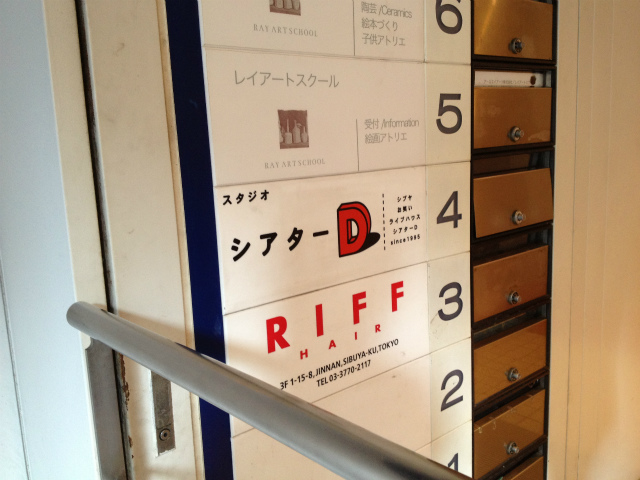 陶芸/Ceramics
絵本づくり
子供アトリエ
RAY ART SCHOOL
6
レイアートスクール
受付/Information
絵画アトリエ
RAY ART SCHOOL
5
スタジオ
シアターD
シブヤ
お笑い
ライブハウス
シアターD
since1995
4
RIFF
HAIR
3F 1-15-8,JINNAN,SIBUYA-KU,TOKYO
TEL 03-3770-2117
3
2
1